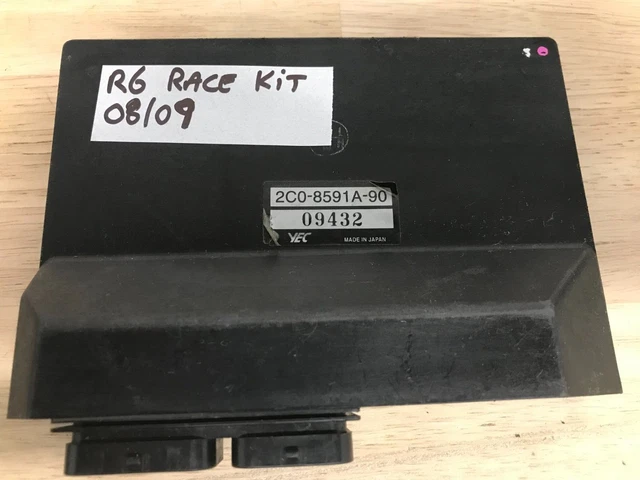 R6 RACE KIT
08/09
2C0-8591A-90
09432
YEC MADE IN JAPAN